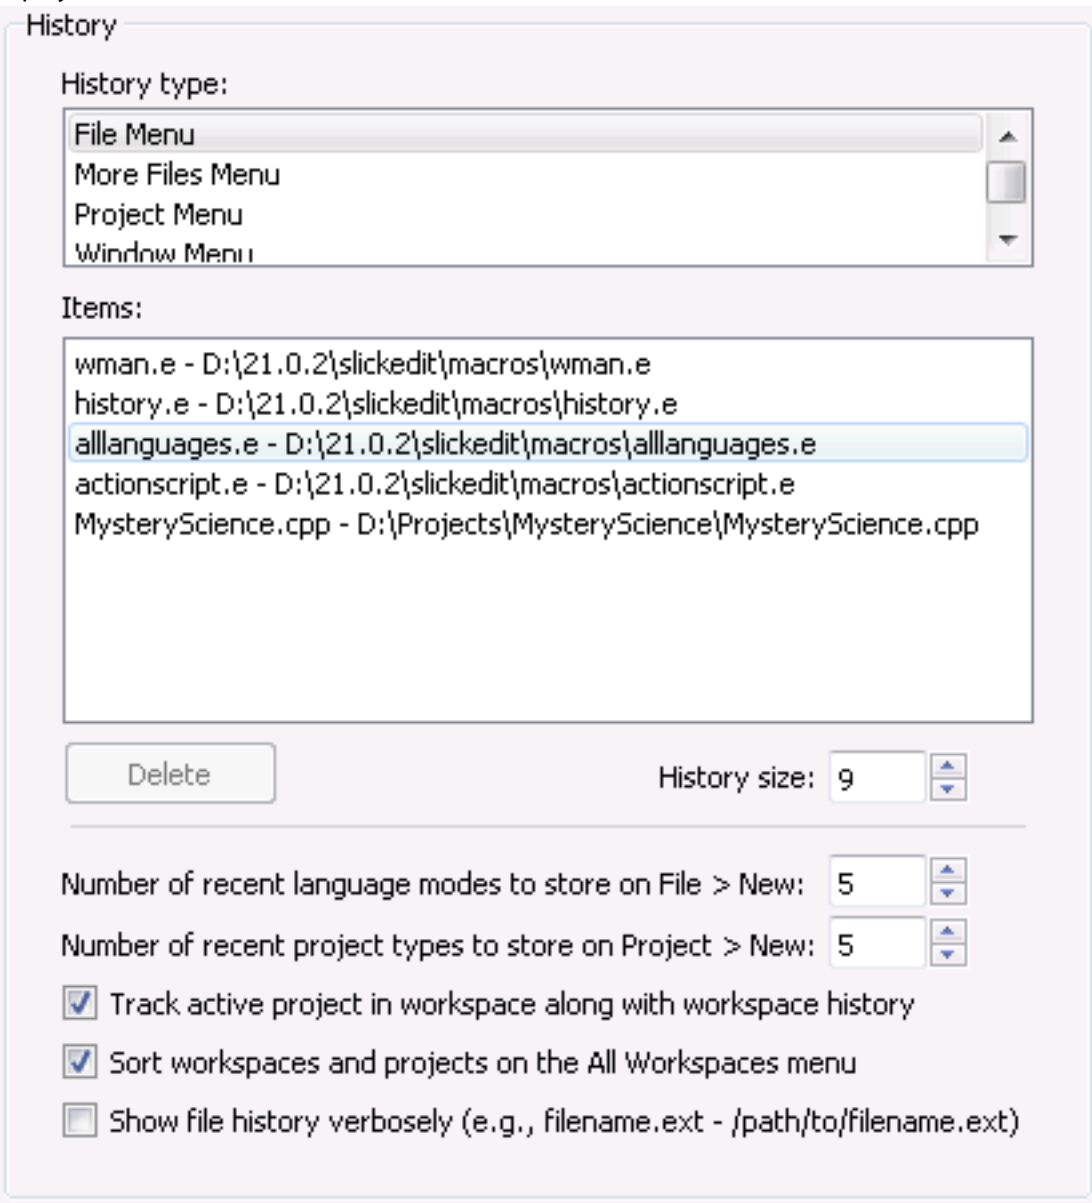 History
History type:
File Menu
More Files Menu
Project Menu
Window Menu
Items:
wman.e - D:\21.0.2\slickedit\macros\wman.e
history.e - D:\21.0.2\slickedit\macros\history.e
alllanguages.e - D:\21.0.2\slickedit\macros\alllanguages.e
actionscript.e - D:\21.0.2\slickedit\macros\actionscript.e
MysteryScience.cpp - D:\Projects\MysteryScience\MysteryScience.cpp
Delete History size: 9
Number of recent language modes to store on File > New: 5
Number of recent project types to store on Project > New: 5
Track active project in workspace along with workspace history
Sort workspaces and projects on the All Workspaces menu
Show file history verbosely (e.g., filename.ext - /path/to/filename.ext)